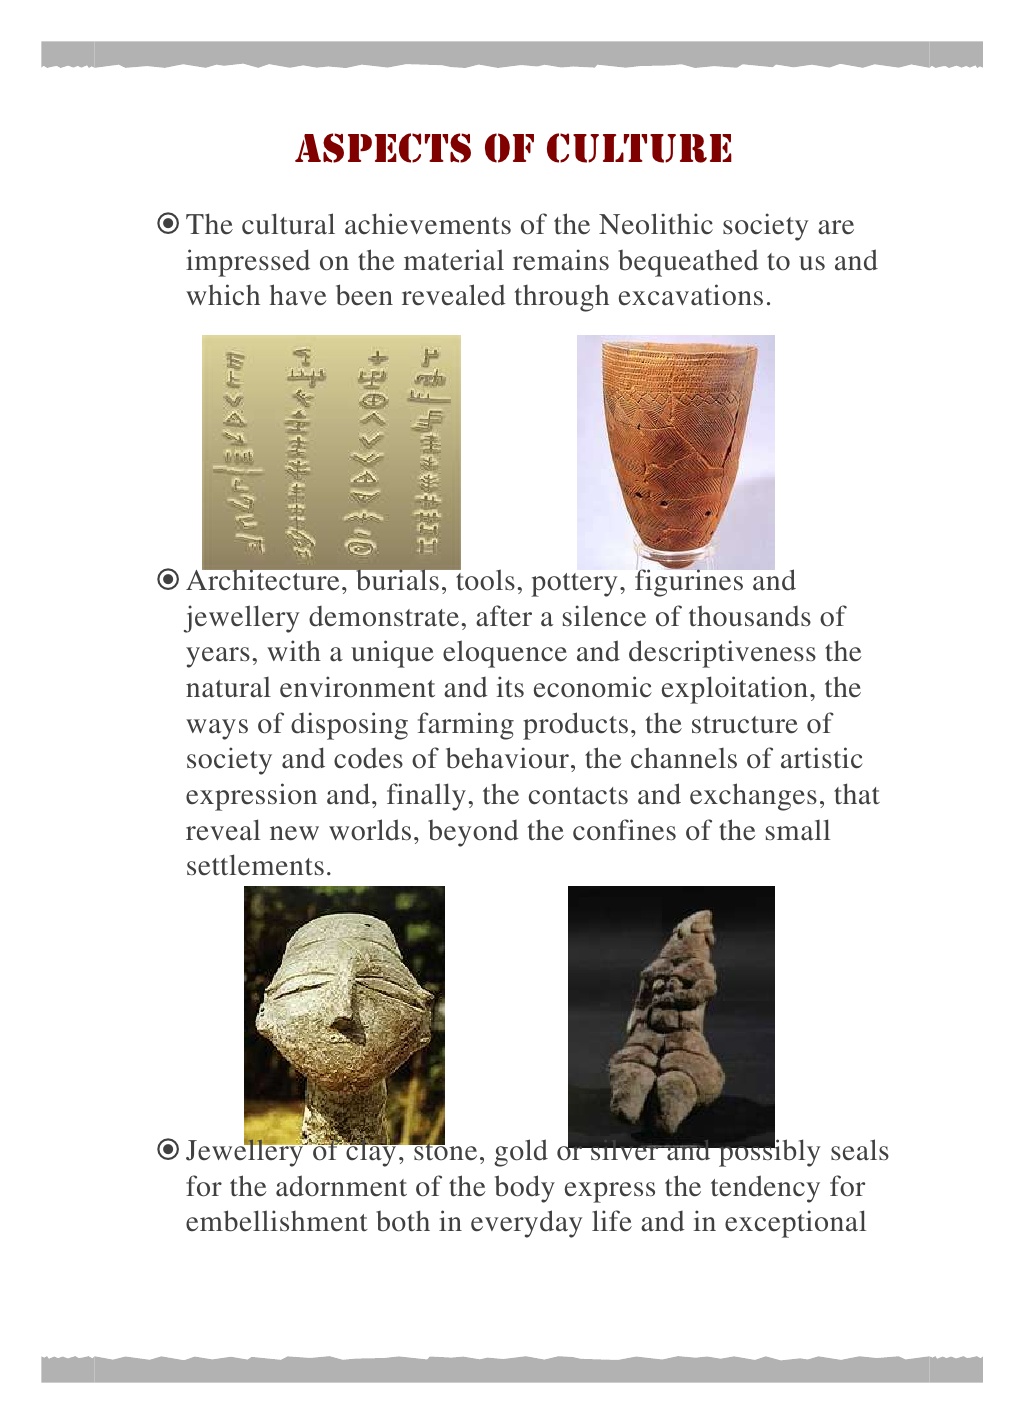 ASPECTS OF CULTURE
The cultural achievements of the Neolithic society are
impressed on the material remains bequeathed to us and
which have been revealed through excavations.
Architecture, burials, tools, pottery, figurines and
jewellery demonstrate, after a silence of thousands of
years, with a unique eloquence and descriptiveness the
natural environment and its economic exploitation, the
ways of disposing farming products, the structure of
society and codes of behaviour, the channels of artistic
expression and, finally, the contacts and exchanges, that
reveal new worlds, beyond the confines of the small
settlements.
Jewellery of clay, stone, gold or silver and possibly seals
for the adornment of the body express the tendency for
embellishment both in everyday life and in exceptional